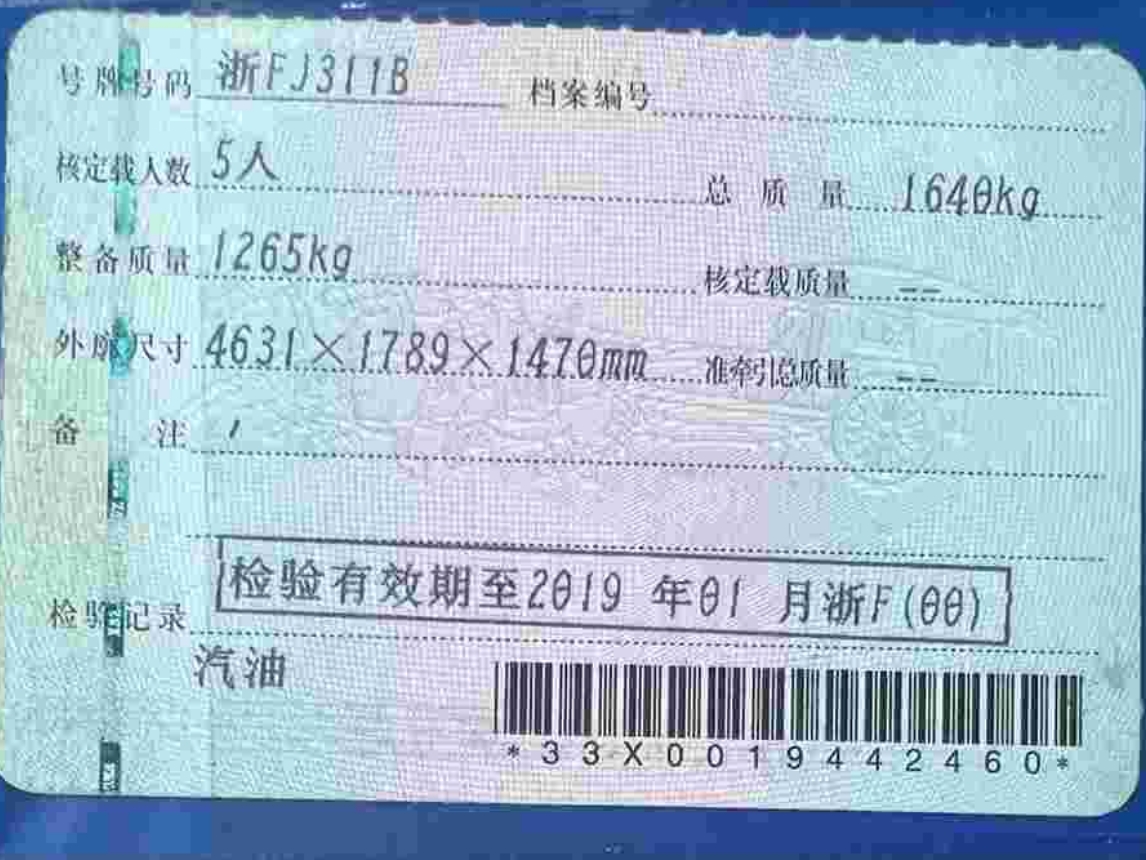 号牌号码 浙FJ311B 档案编号
核定载人数 5人 总质量 1640kg
整备质量 1265kg 核定载质量 --
外廓尺寸 4631×1789×1470mm 准牵引总质量 --
备注
检验有效期至2019年01月浙F(00)
检验记录
汽油
*33X0019442460*